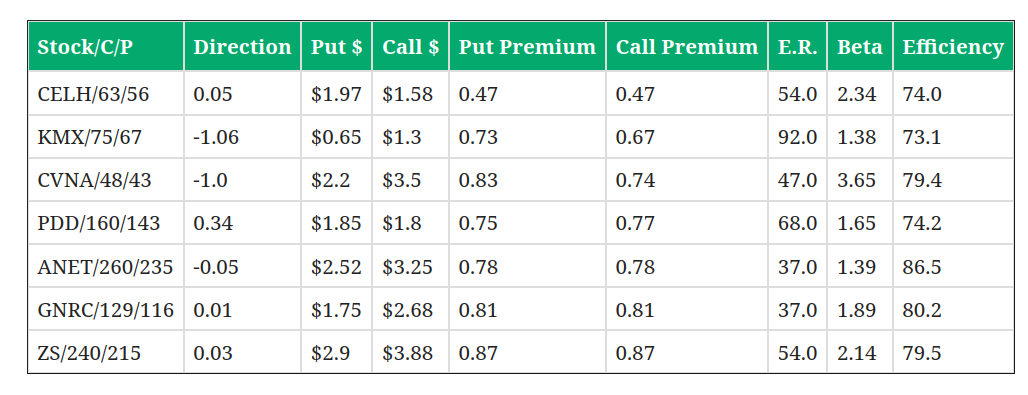 Stock/C/P Direction Put $ Call $ Put Premium Call Premium E.R. Beta Efficiency
CELH/63/56 0.05 $1.97 $1.58 0.47 0.47 54.0 2.34 74.0
KMX/75/67 -1.06 $0.65 $1.3 0.73 0.67 92.0 1.38 73.1
CVNA/48/43 -1.0 $2.2 $3.5 0.83 0.74 47.0 3.65 79.4
PDD/160/143 0.34 $1.85 $1.8 0.75 0.77 68.0 1.65 74.2
ANET/260/235 -0.05 $2.52 $3.25 0.78 0.78 37.0 1.39 86.5
GNRC/129/116 0.01 $1.75 $2.68 0.81 0.81 37.0 1.89 80.2
ZS/240/215 0.03 $2.9 $3.88 0.87 0.87 54.0 2.14 79.5